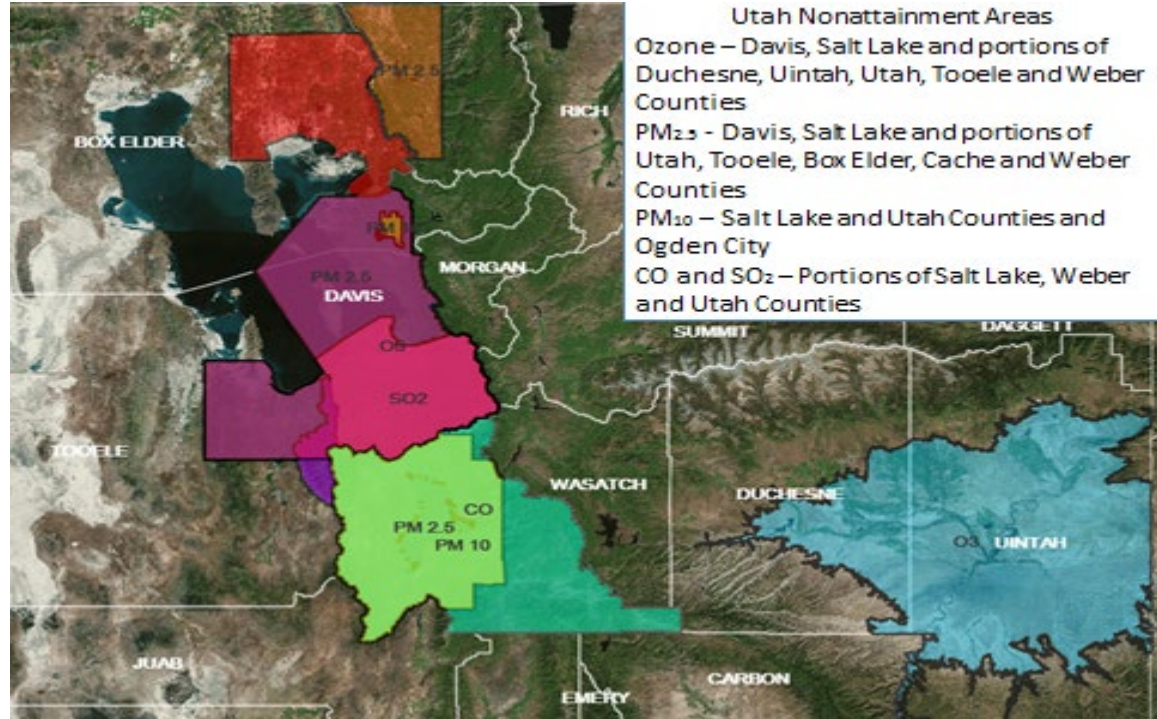 Utah Nonattainment Areas
Ozone – Davis, Salt Lake and portions of
Duchesne, Uintah, Utah, Tooele and Weber
Counties
PM2.5 - Davis, Salt Lake and portions of
Utah, Tooele, Box Elder, Cache and Weber
Counties
PM10 – Salt Lake and Utah Counties and
Ogden City
CO and SO2 – Portions of Salt Lake, Weber
and Utah Counties
PM 2.5
RICH
BOX ELDER
PM
MORGAN
PM 2.5
DAVIS
SUMMIT
DAGGETT
SO2
TOOELE
WASATCH
DUCHESNE
CO
PM 2.5
PM 10
O3
UINTAH
JUAB
CARBON
EMERY